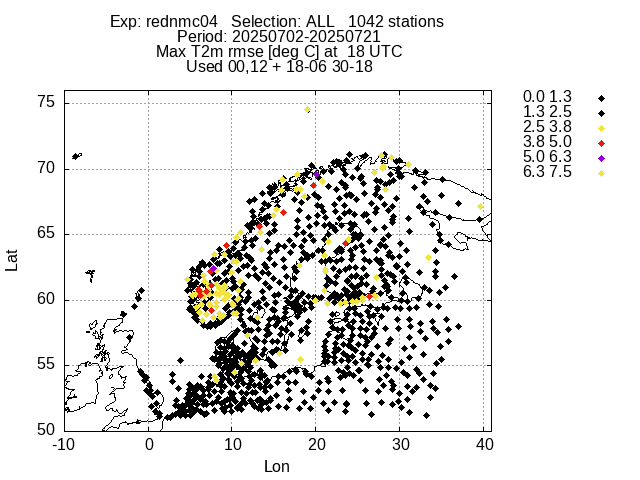 Exp: rednmc04   Selection: ALL   1042 stations
Period: 20250702-20250721
Max T2m rmse [deg C] at  18 UTC
Used 00,12 + 18-06 30-18
0.0 1.3
1.3 2.5
2.5 3.8
3.8 5.0
5.0 6.3
6.3 7.5
75
70
65
60
55
50
Lat
-10 0 10 20 30 40
Lon